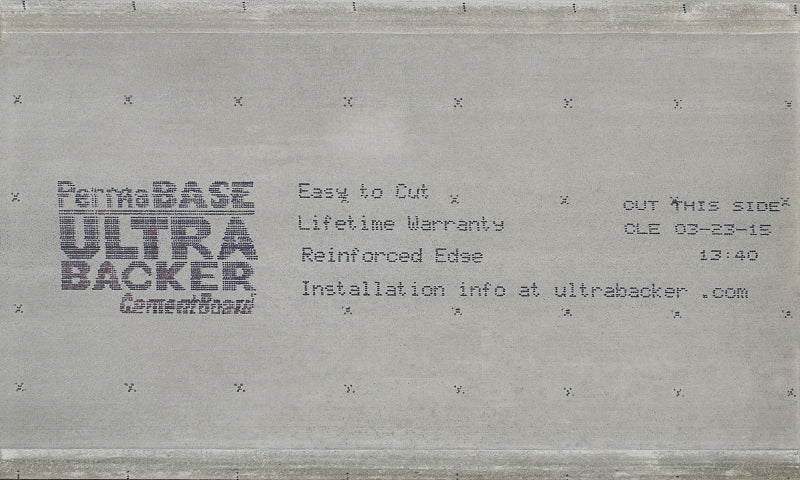 PermaBASE
ULTRA
BACKER
CementBoard
Easy to Cut
Lifetime Warranty
Reinforced Edge
Installation info at ultrabacker .com
CUT THIS SIDE
CLE 03-23-15
13:40